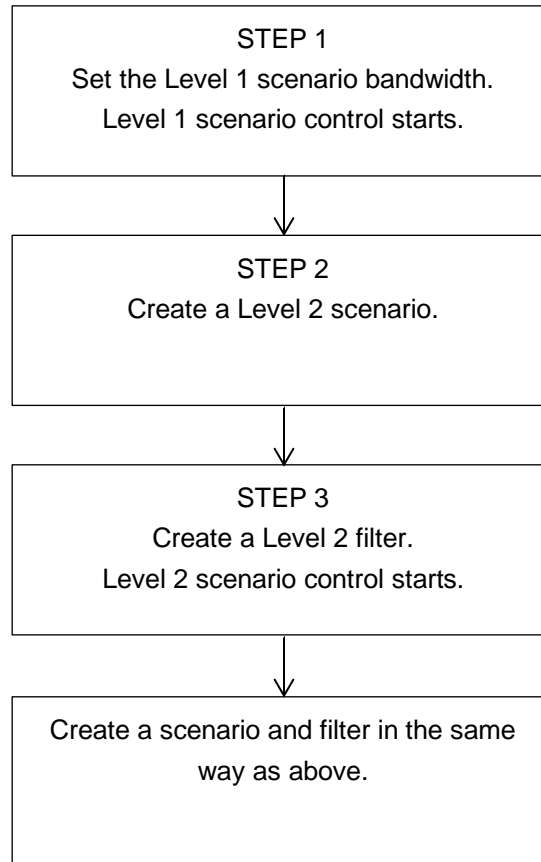 STEP 1
Set the Level 1 scenario bandwidth.
Level 1 scenario control starts.
STEP 2
Create a Level 2 scenario.
STEP 3
Create a Level 2 filter.
Level 2 scenario control starts.
Create a scenario and filter in the same
way as above.